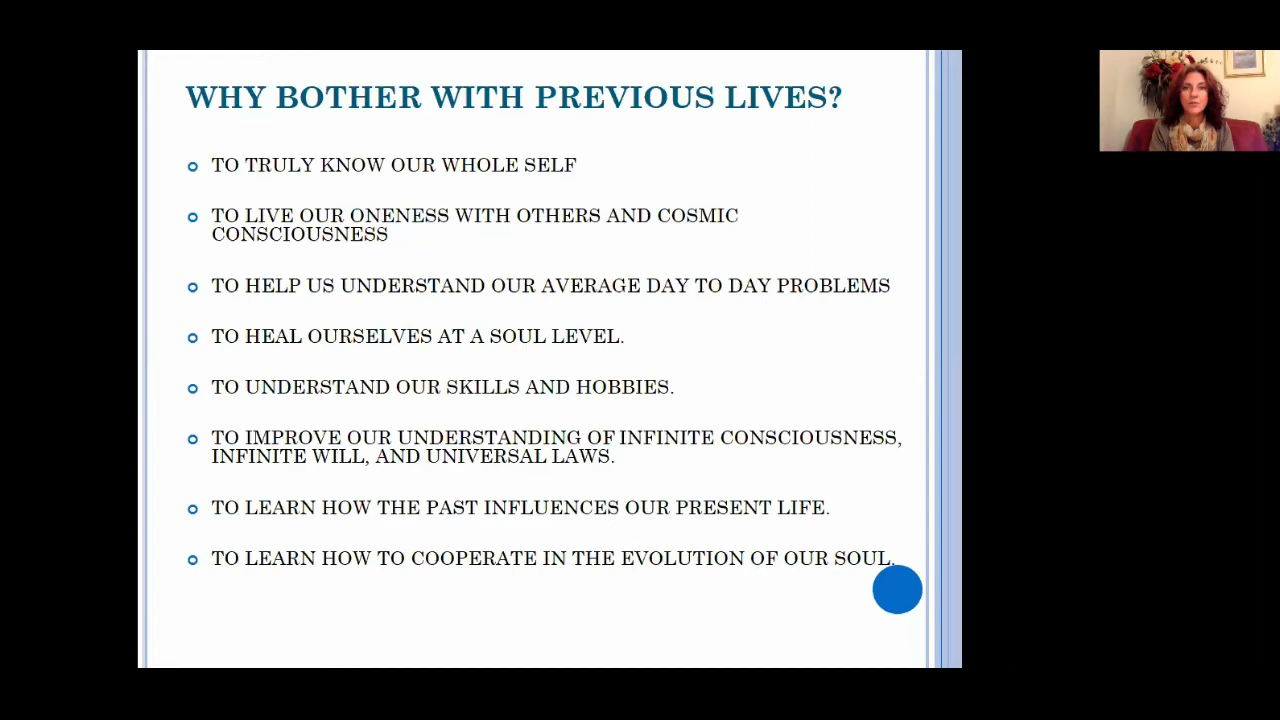 WHY BOTHER WITH PREVIOUS LIVES?
TO TRULY KNOW OUR WHOLE SELF
TO LIVE OUR ONENESS WITH OTHERS AND COSMIC
CONSCIOUSNESS
TO HELP US UNDERSTAND OUR AVERAGE DAY TO DAY PROBLEMS
TO HEAL OURSELVES AT A SOUL LEVEL.
TO UNDERSTAND OUR SKILLS AND HOBBIES.
TO IMPROVE OUR UNDERSTANDING OF INFINITE CONSCIOUSNESS,
INFINITE WILL, AND UNIVERSAL LAWS.
TO LEARN HOW THE PAST INFLUENCES OUR PRESENT LIFE.
TO LEARN HOW TO COOPERATE IN THE EVOLUTION OF OUR SOUL.